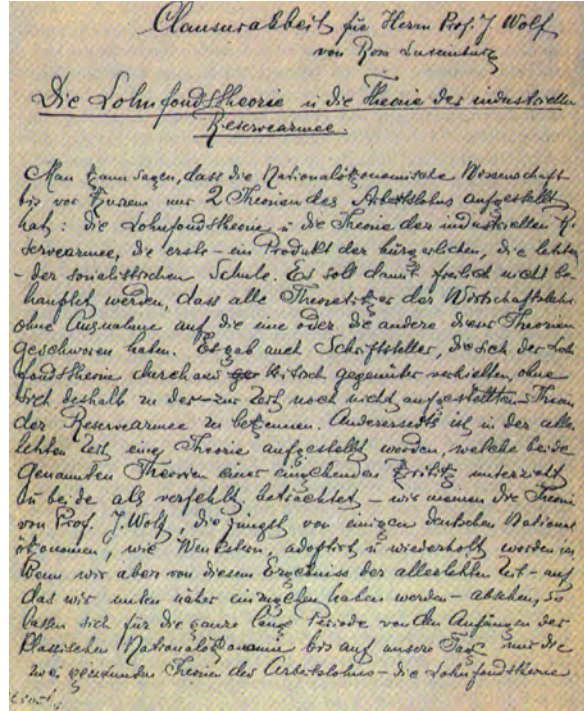 Clausurarbeit für Herrn Prof. J Wolf
von Rosa Luxemburg
Die Lohnfondstheorie u die Theorie der industriellen
Reservearmee.
Man kann sagen, dass die Nationalökonomische Wissenschaft
bis vor Kurzem nur 2 Theorien des Arbeitslohns aufgestellt
hat: die Lohnfondstheorie u die Theorie der industriellen Re-
servearmee, die erste – ein Produkt der bürgerlichen, die letzte
– der sozialistischen Schule. Es soll damit freilich nicht be-
hauptet werden, dass alle Theoretiker der Wirtschaftslehre
ohne Ausnahme auf die eine oder die andere dieser Theorien
geschworen haben. Es gab auch Schriftsteller, die sich der Lohn
fondstheorie durchaus kritisch gegenüber verhielten, ohne
sich deshalb zu der – zur Zeit noch nicht aufgestellten – Theorie
der Reservearmee zu bekennen. Andererseits ist in der aller
letzten Zeit eine Theorie aufgestellt worden, welche beide
genannten Theorien einer eingehenden Kritik unterzieht
u beide als verfehlt betrachtet – wir meinen die Theorie
von Prof. J. Wolf, die jüngst von einigen deutschen National
ökonomen, wie Wenckstern, adoptirt u wiederholt worden ist
Wenn wir aber von diesem Ergebniss der allerletzten Zeit – auf
das wir unten näher einzugehen haben werden – absehen, so
lassen sich für die ganze lange Periode von den Anfängen der
klassischen Nationalökonomie bis auf unsere Tage nur die
zwei Theorien des Arbeitslohns – die Lohnfondstheorie